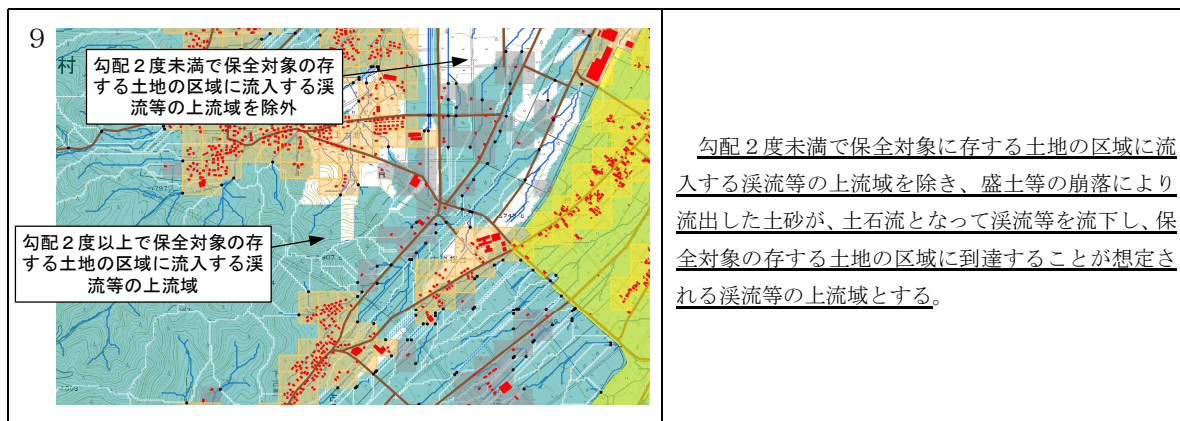 9
村
勾配２度未満で保全対象の存
する土地の区域に流入する渓
流等の上流域を除外
勾配２度以上で保全対象の存
する土地の区域に流入する渓
流等の上流域
勾配２度未満で保全対象に存する土地の区域に流
入する渓流等の上流域を除き、盛土等の崩落により
流出した土砂が、土石流となって渓流等を流下し、保
全対象の存する土地の区域に到達することが想定さ
れる渓流等の上流域とする。